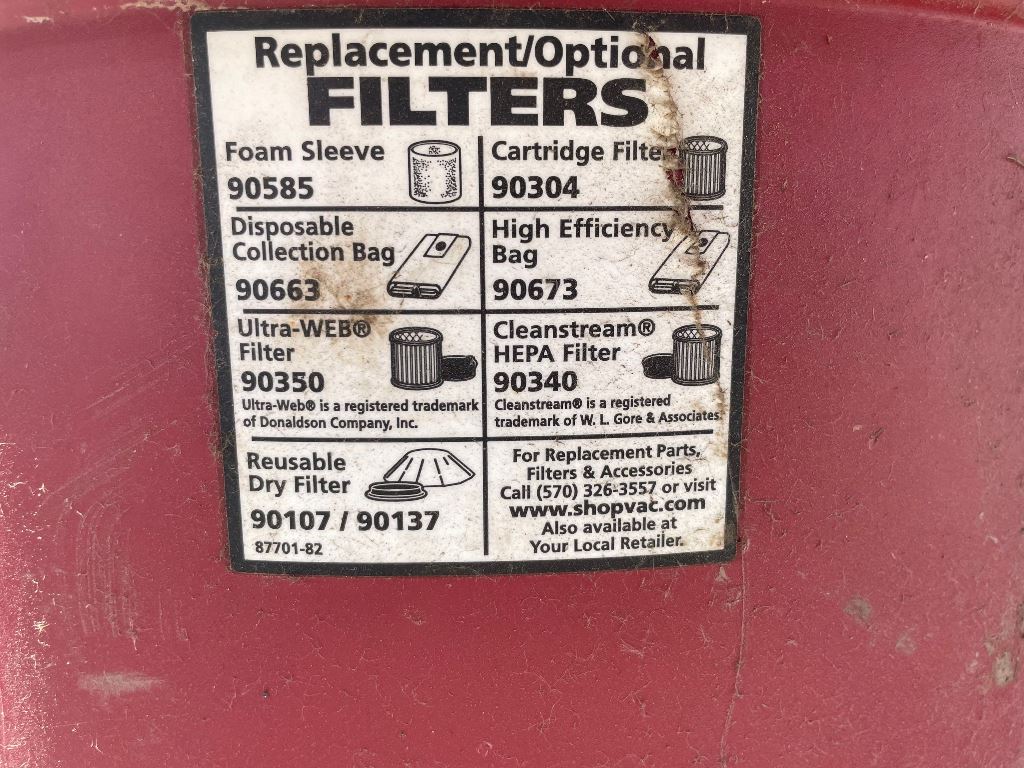 Replacement/Optional
FILTERS
Foam Sleeve
90585
Cartridge Filter
90304
Disposable
Collection Bag
90663
High Efficiency
Bag
90673
Ultra-WEB®
Filter
90350
Ultra-Web® is a registered trademark
of Donaldson Company, Inc.
Cleanstream®
HEPA Filter
90340
Cleanstream® is a registered
trademark of W. L. Gore & Associates.
Reusable
Dry Filter
90107 / 90137
87701-82
For Replacement Parts,
Filters & Accessories
Call (570) 326-3557 or visit
www.shopvac.com
Also available at
Your Local Retailer.